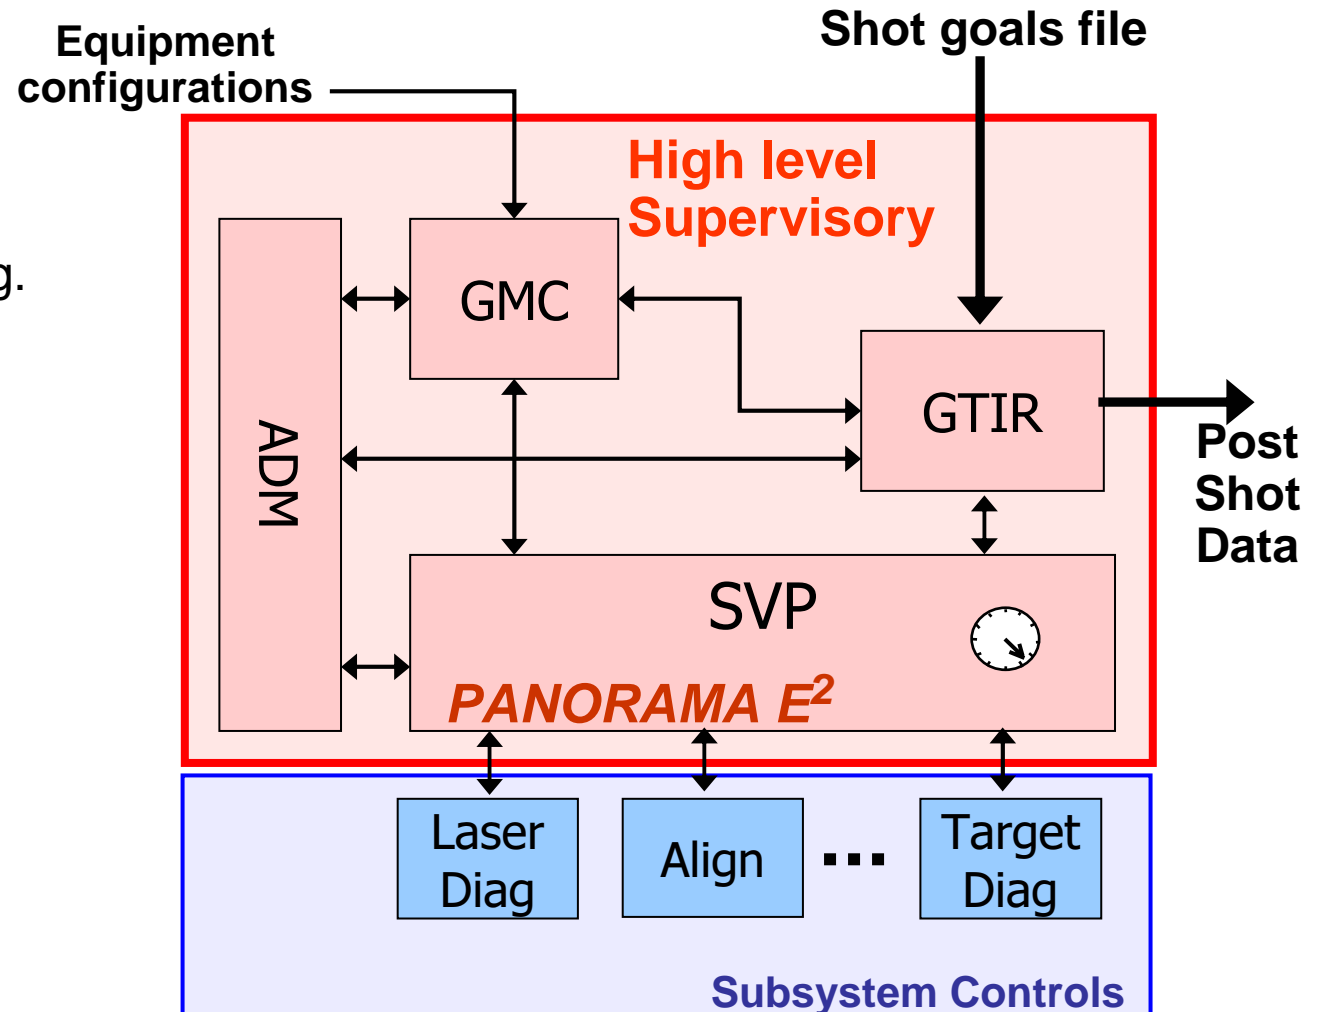 Equipment
configurations
Shot goals file
High level
Supervisory
g.
GMC
GTIR
ADM
Post
Shot
Data
SVP
PANORAMA E²
Laser
Diag
Align
...
Target
Diag
Subsystem Controls